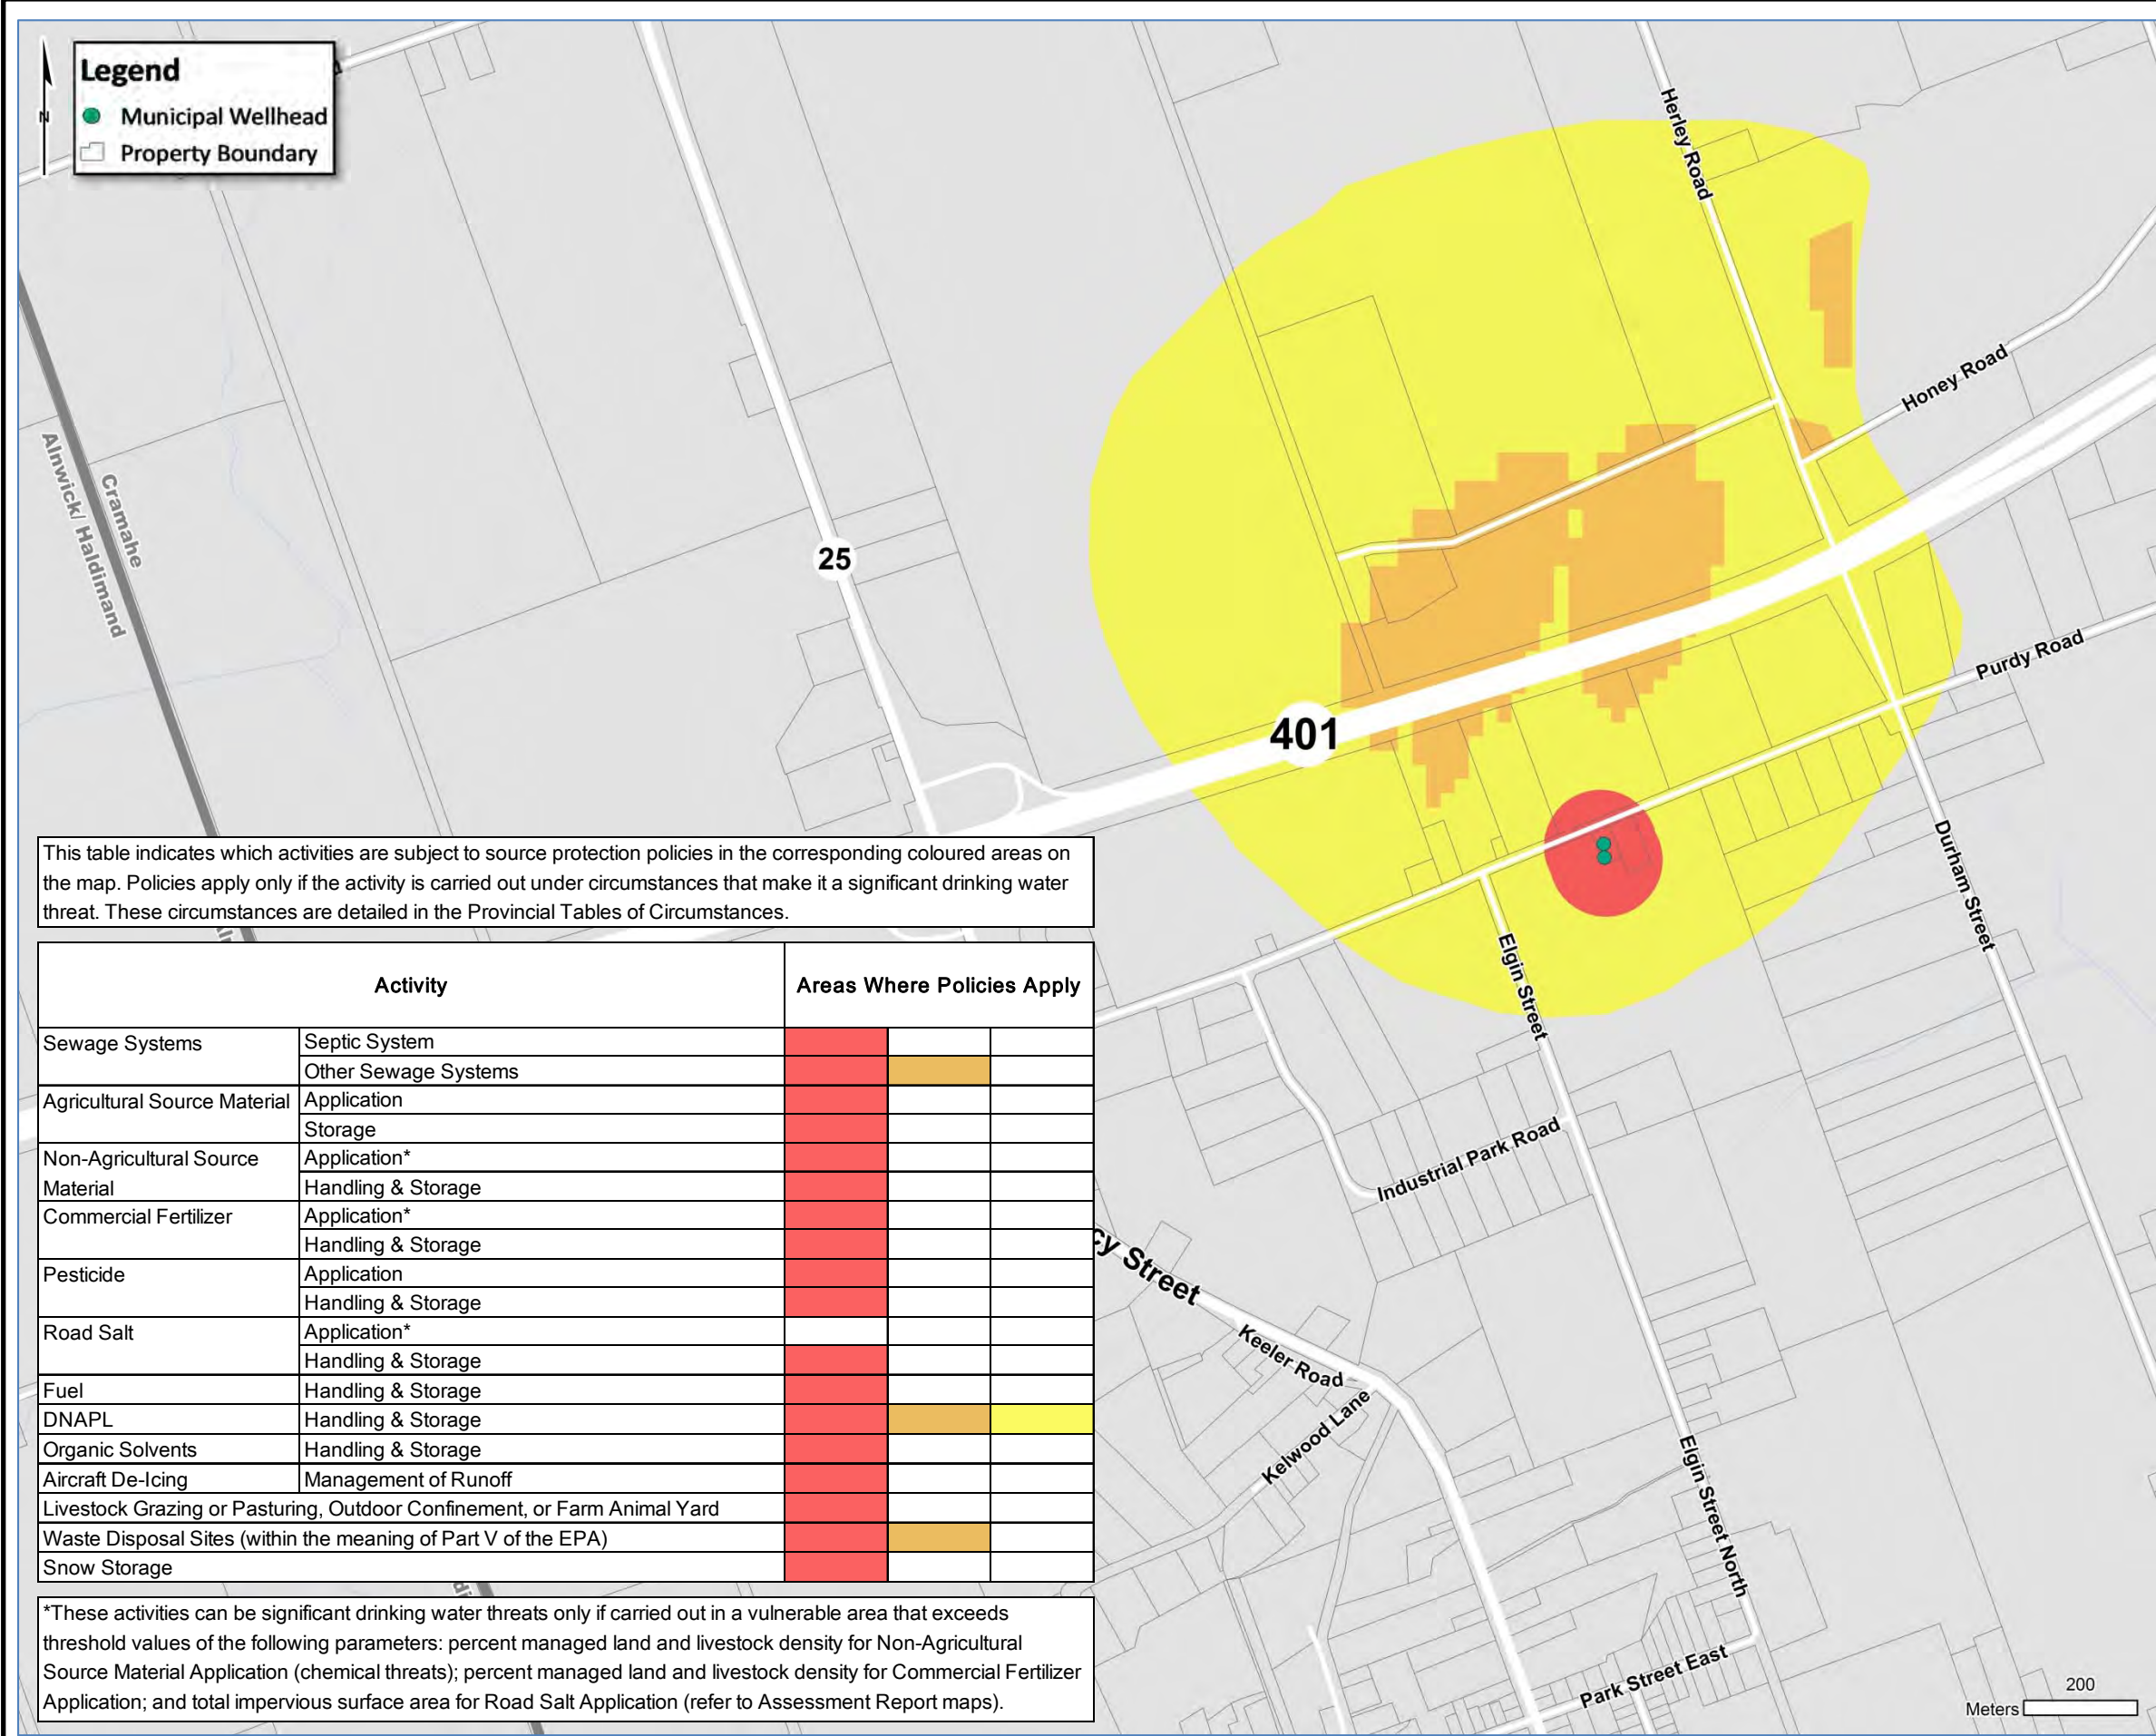 N
Legend
Municipal Wellhead
Property Boundary
Herley Road
Honey Road
Alnwick/ Haldimand
Cramahe
25
401
Purdy Road
Durham Street
Elgin Street
This table indicates which activities are subject to source protection policies in the corresponding coloured areas on
the map. Policies apply only if the activity is carried out under circumstances that make it a significant drinking water
threat. These circumstances are detailed in the Provincial Tables of Circumstances.
Activity Areas Where Policies Apply
Sewage Systems Septic System
Other Sewage Systems
Agricultural Source Material Application
Storage
Non-Agricultural Source Application*
Material Handling & Storage
Commercial Fertilizer Application*
Handling & Storage
Pesticide Application
Handling & Storage
Road Salt Application*
Handling & Storage
Fuel Handling & Storage
DNAPL Handling & Storage
Organic Solvents Handling & Storage
Aircraft De-Icing Management of Runoff
Livestock Grazing or Pasturing, Outdoor Confinement, or Farm Animal Yard
Waste Disposal Sites (within the meaning of Part V of the EPA)
Snow Storage
Industrial Park Road
cy Street
Keeler Road
Kelwood Lane
Elgin Street North
Park Street East
*These activities can be significant drinking water threats only if carried out in a vulnerable area that exceeds
threshold values of the following parameters: percent managed land and livestock density for Non-Agricultural
Source Material Application (chemical threats); percent managed land and livestock density for Commercial Fertilizer
Application; and total impervious surface area for Road Salt Application (refer to Assessment Report maps).
200
Meters